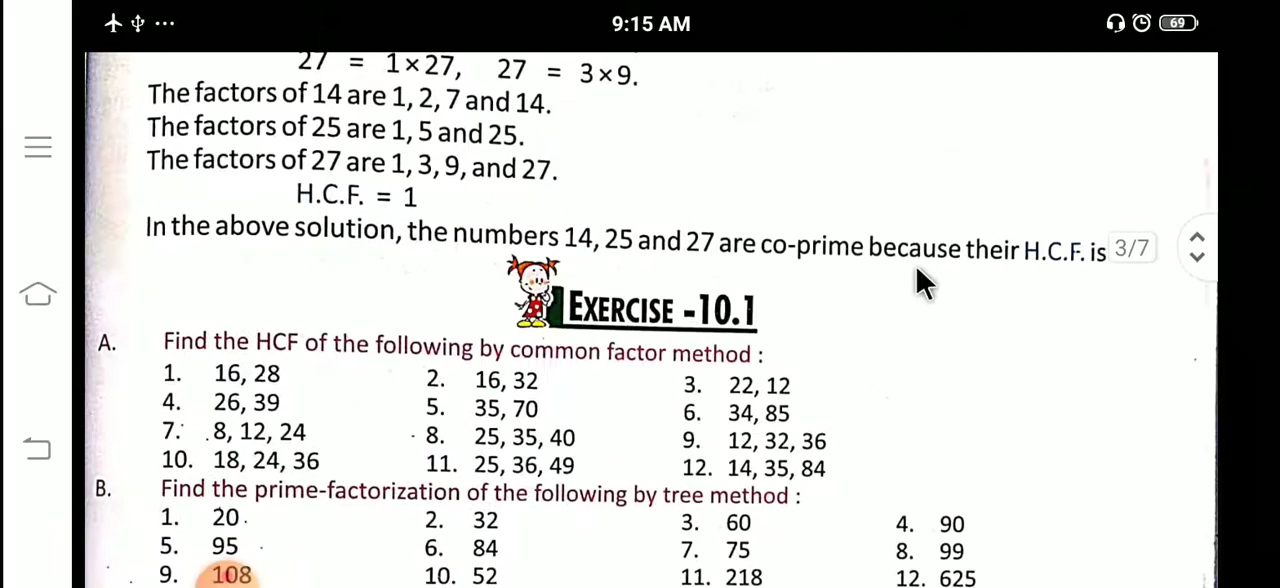 9:15 AM
69
27 = 1×27, 27 = 3×9.
The factors of 14 are 1, 2, 7 and 14.
The factors of 25 are 1, 5 and 25.
The factors of 27 are 1, 3, 9, and 27.
H.C.F. = 1
In the above solution, the numbers 14, 25 and 27 are co-prime because their H.C.F. is
3/7
EXERCISE -10.1
A. Find the HCF of the following by common factor method :
1. 16, 28 2. 16, 32 3. 22, 12
4. 26, 39 5. 35, 70 6. 34, 85
7. 8, 12, 24 8. 25, 35, 40 9. 12, 32, 36
10. 18, 24, 36 11. 25, 36, 49 12. 14, 35, 84
B. Find the prime-factorization of the following by tree method :
1. 20 2. 32 3. 60 4. 90
5. 95 6. 84 7. 75 8. 99
9. 108 10. 52 11. 218 12. 625